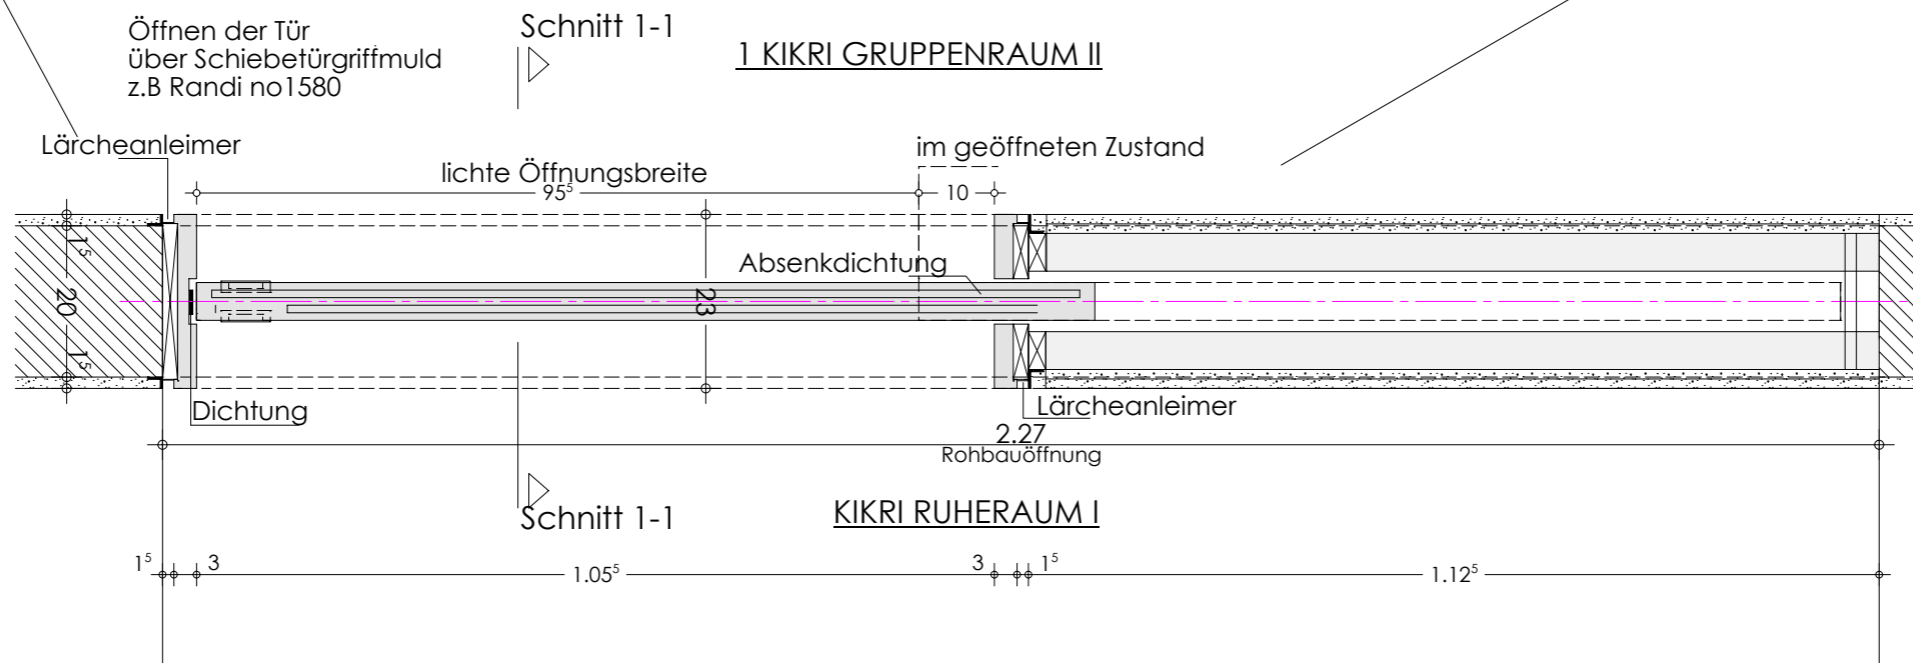 Öffnen der Tür
über Schiebetürgriffmuld
z.B Randi no1580
Schnitt 1-1
1 KIKRI GRUPPENRAUM II
Lärcheanleimer
lichte Öffnungsbreite
im geöffneten Zustand
95⁵
10
1⁵
20
1⁵
23
Absenkdichtung
Dichtung
Lärcheanleimer
2.27
Rohbauöffnung
Schnitt 1-1
KIKRI RUHERAUM I
1⁵ 3 1.05⁵ 3 1⁵ 1.12⁵